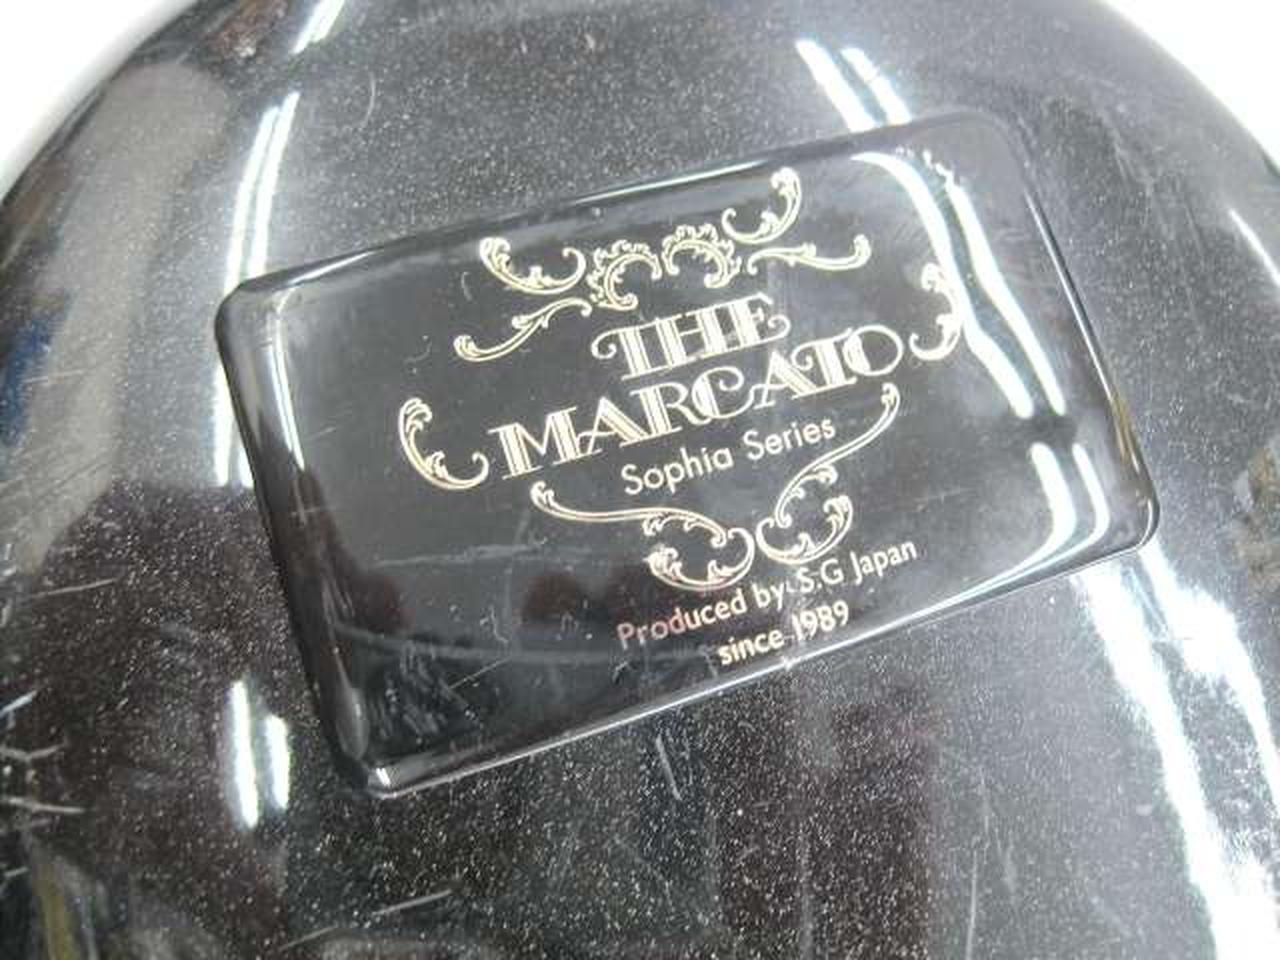 THE
MARCATO
Sophia Series
Produced by S.G Japan
since 1989